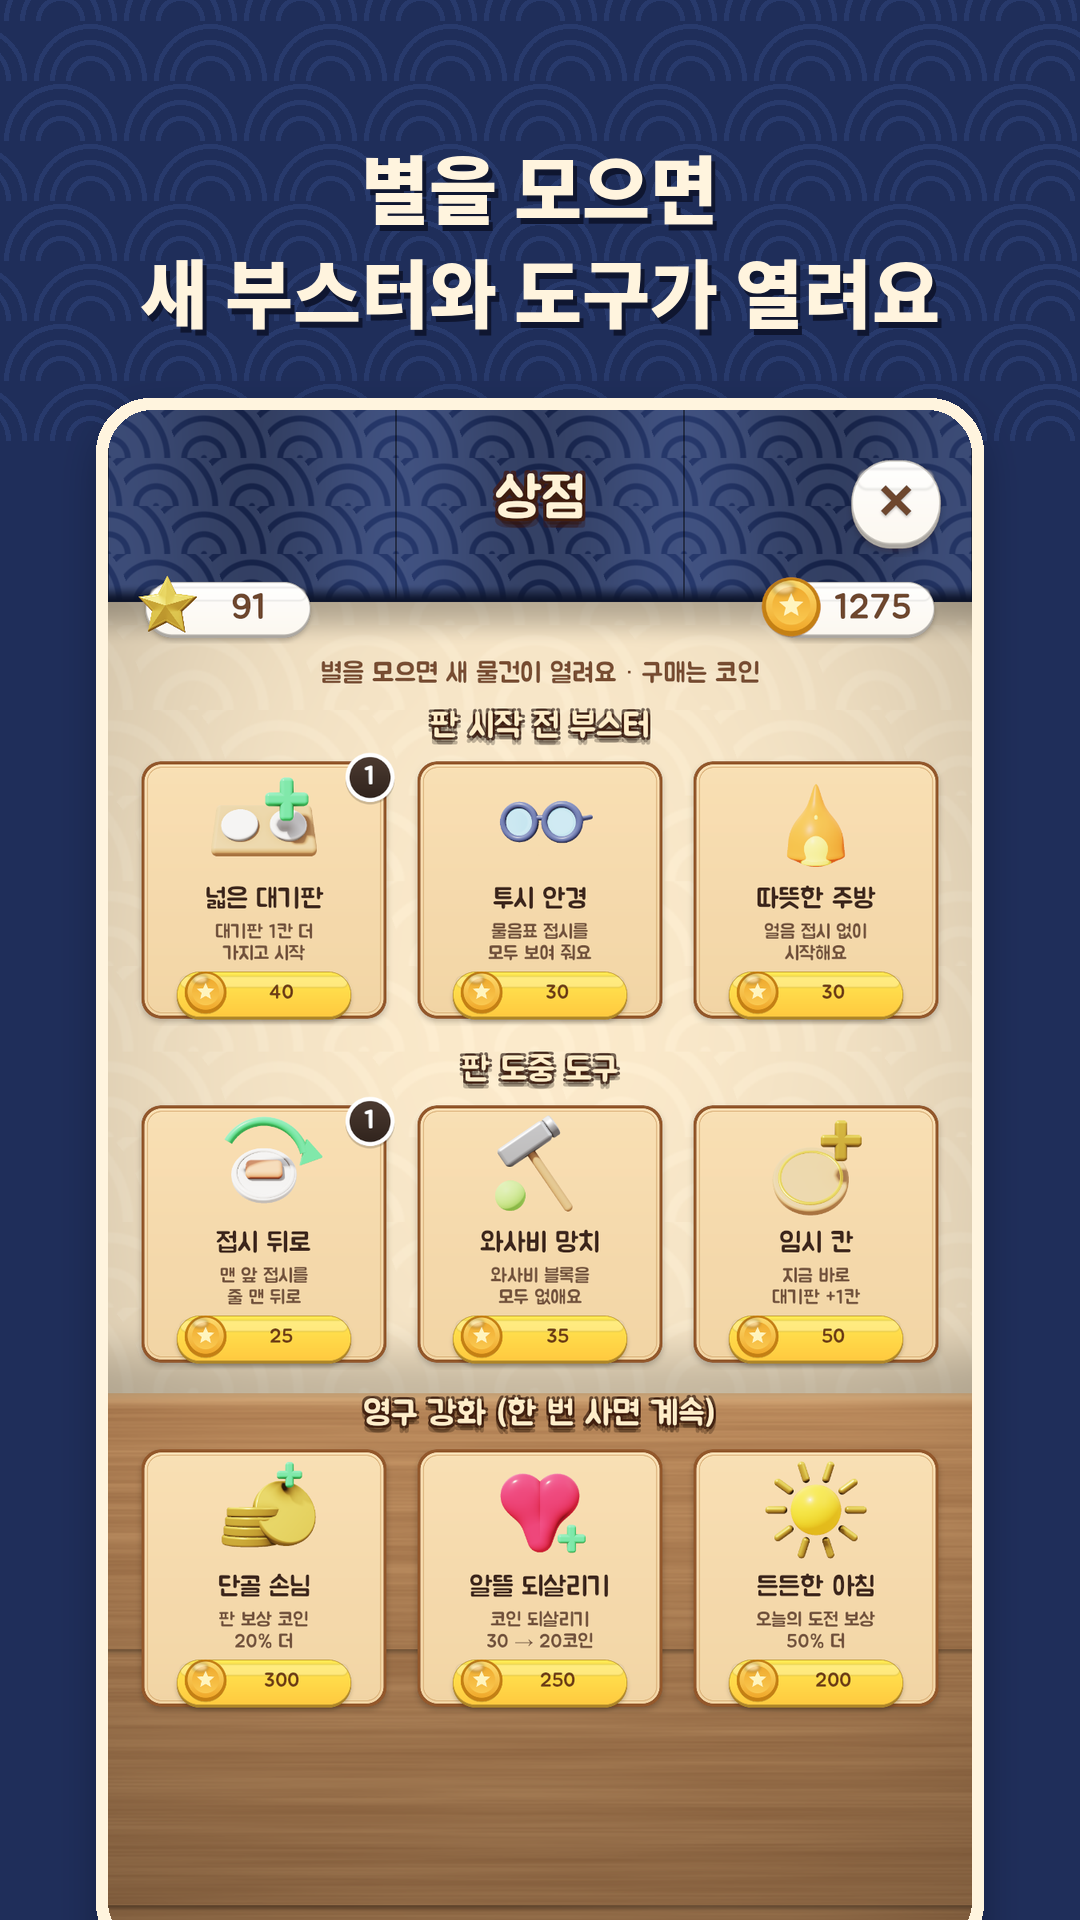 별을 모으면
새 부스터와 도구가 열려요
상점
91
1275
별을 모으면 새 물건이 열려요 · 구매는 코인
판 시작 전 부스터
1
넓은 대기판
대기판 1칸 더
가지고 시작
40
투시 안경
물음표 접시를
모두 보여 줘요
30
따뜻한 주방
얼음 접시 없이
시작해요
30
판 도중 도구
1
접시 뒤로
맨 앞 접시를
줄 맨 뒤로
25
와사비 망치
와사비 블록을
모두 없애요
35
임시 칸
지금 바로
대기판 +1칸
50
영구 강화 (한 번 사면 계속)
단골 손님
판 보상 코인
20% 더
300
알뜰 되살리기
코인 되살리기
30 → 20코인
250
든든한 아침
오늘의 도전 보상
50% 더
200